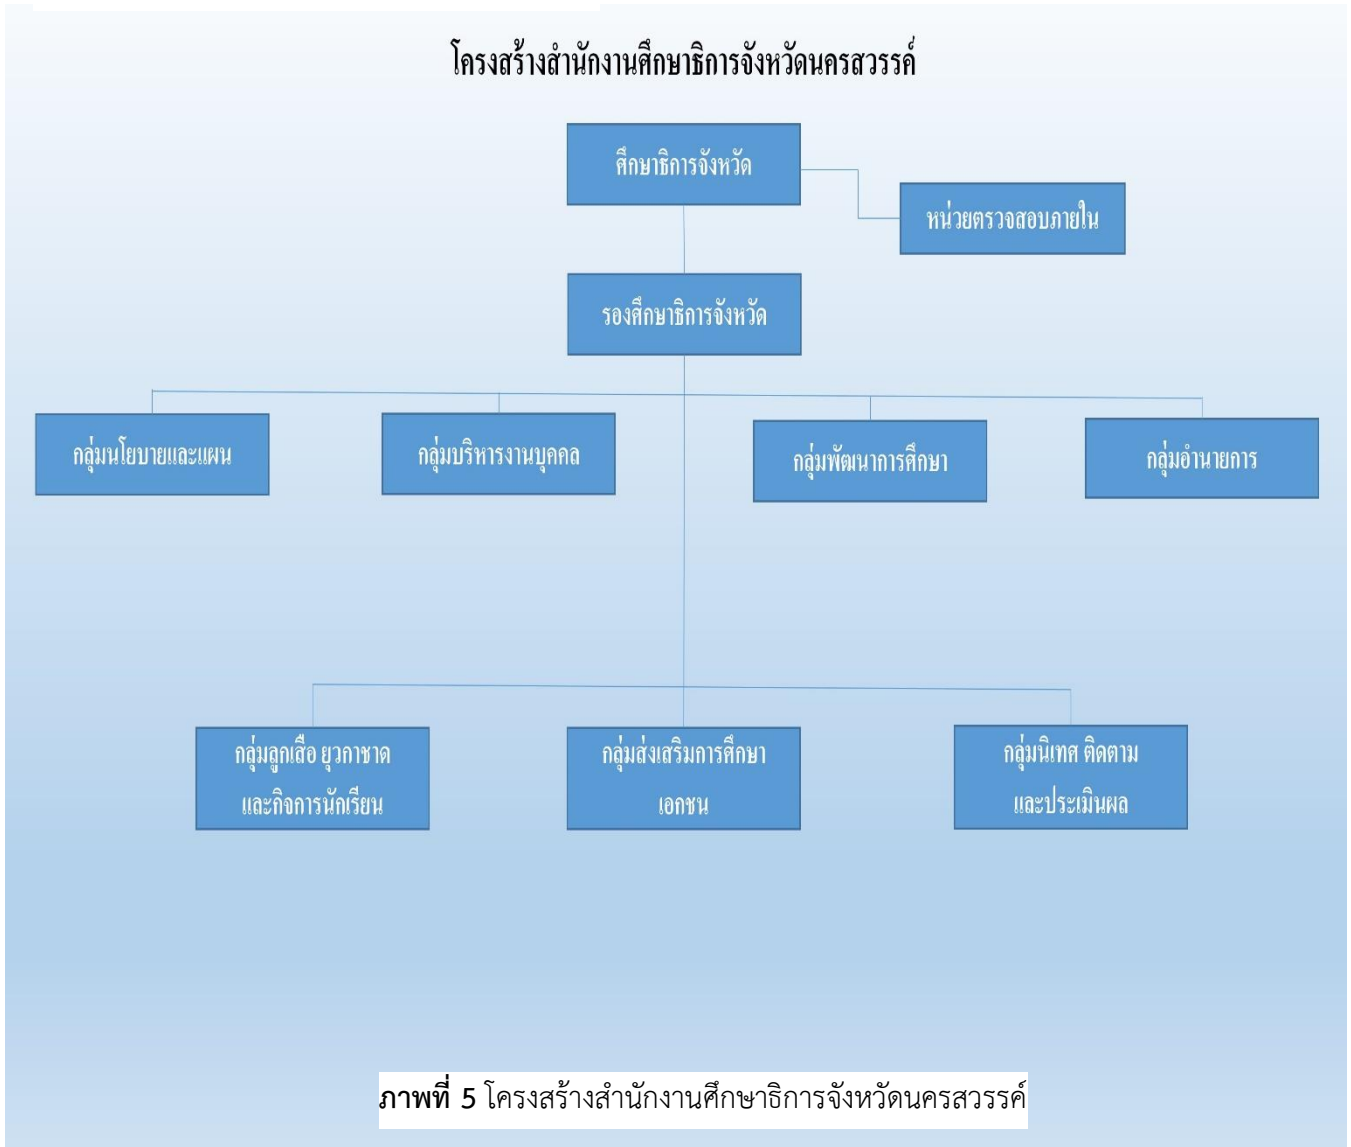 โครงสร้างสำนักงานศึกษาธิการจังหวัดนครสวรรค์
ศึกษาธิการจังหวัด
หน่วยตรวจสอบภายใน
รองศึกษาธิการจังหวัด
กลุ่มนโยบายและแผน
กลุ่มบริหารงานบุคคล
กลุ่มพัฒนาการศึกษา
กลุ่มอำนายการ
กลุ่มลูกเสือ ยุวกาชาด
และกิจการนักเรียน
กลุ่มส่งเสริมการศึกษา
เอกชน
กลุ่มนิเทศ ติดตาม
และประเมินผล
ภาพที่ 5 โครงสร้างสำนักงานศึกษาธิการจังหวัดนครสวรรค์